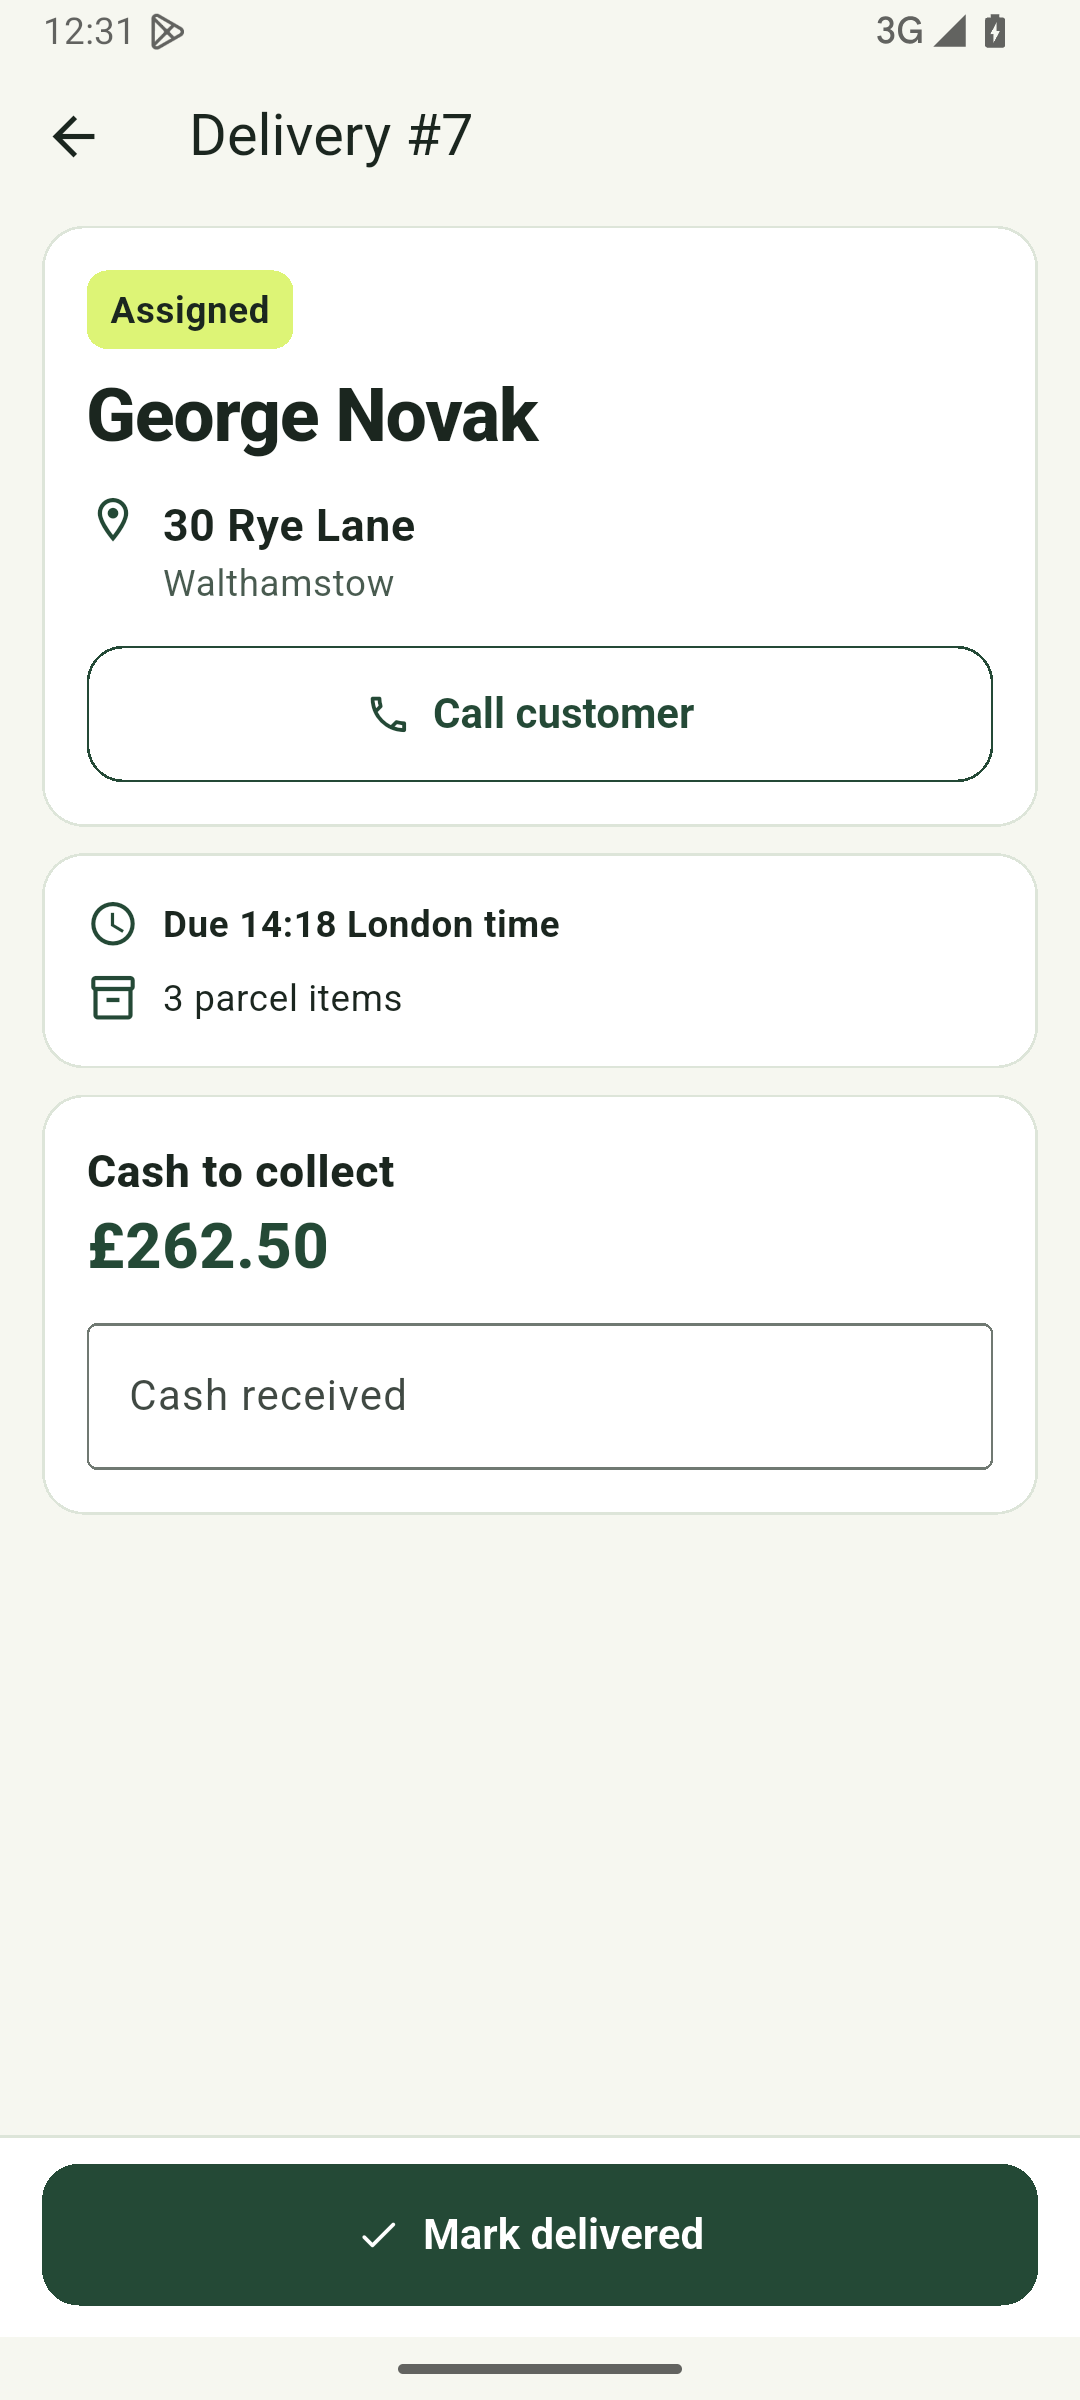 12:31
3G
Delivery #7
Assigned
George Novak
30 Rye Lane
Walthamstow
Call customer
Due 14:18 London time
3 parcel items
Cash to collect
£262.50
Cash received
Mark delivered